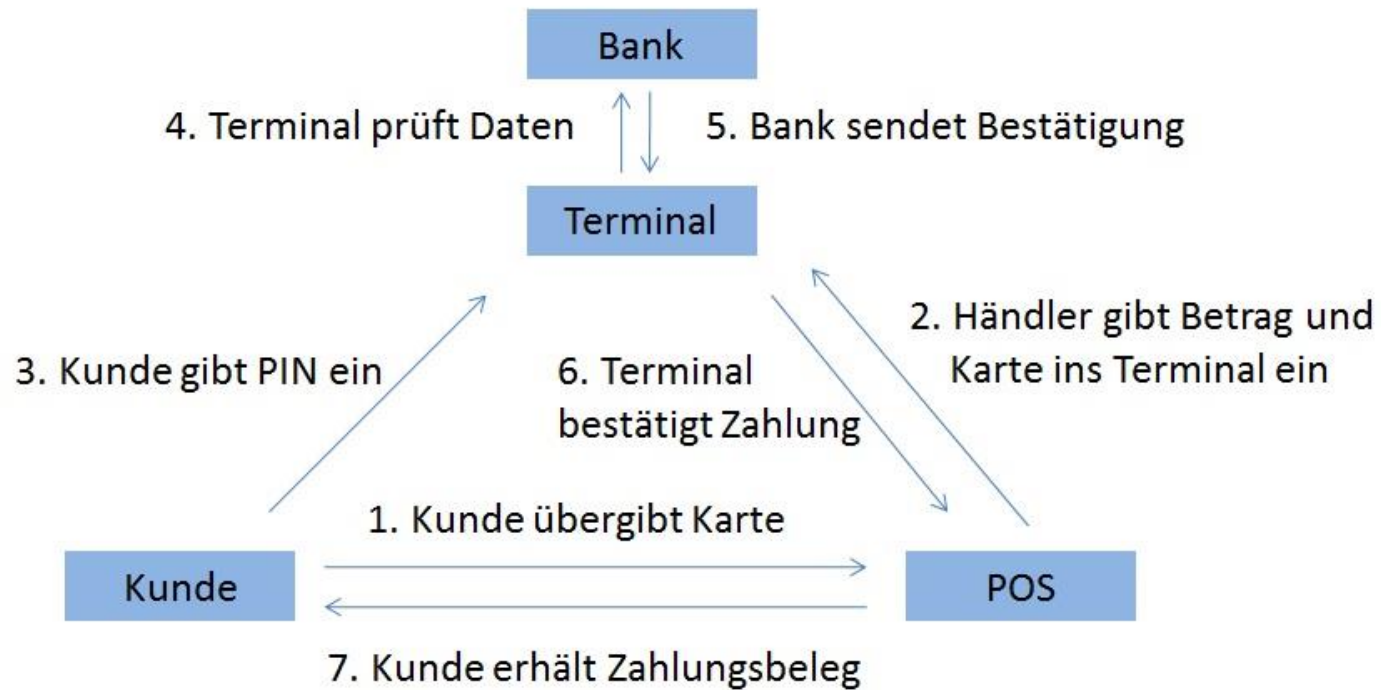 Bank
4. Terminal prüft Daten
5. Bank sendet Bestätigung
Terminal
2. Händler gibt Betrag und
Karte ins Terminal ein
3. Kunde gibt PIN ein
6. Terminal
bestätigt Zahlung
1. Kunde übergibt Karte
Kunde
POS
7. Kunde erhält Zahlungsbeleg